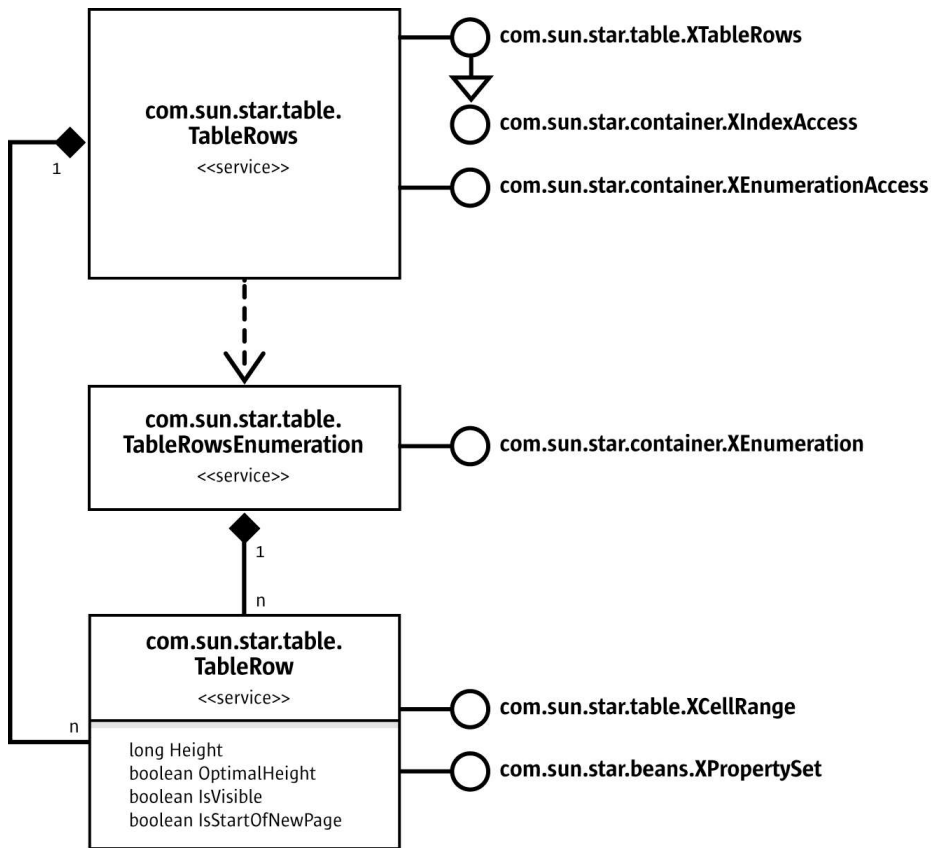 com.sun.star.table.XTableRows
com.sun.star.table.
TableRows
<<service>>
com.sun.star.container.XIndexAccess
1
com.sun.star.container.XEnumerationAccess
com.sun.star.table.
TableRowsEnumeration
<<service>>
com.sun.star.container.XEnumeration
1
n
com.sun.star.table.
TableRow
<<service>>
com.sun.star.table.XCellRange
n
long Height
boolean OptimalHeight
boolean IsVisible
boolean IsStartOfNewPage
com.sun.star.beans.XPropertySet